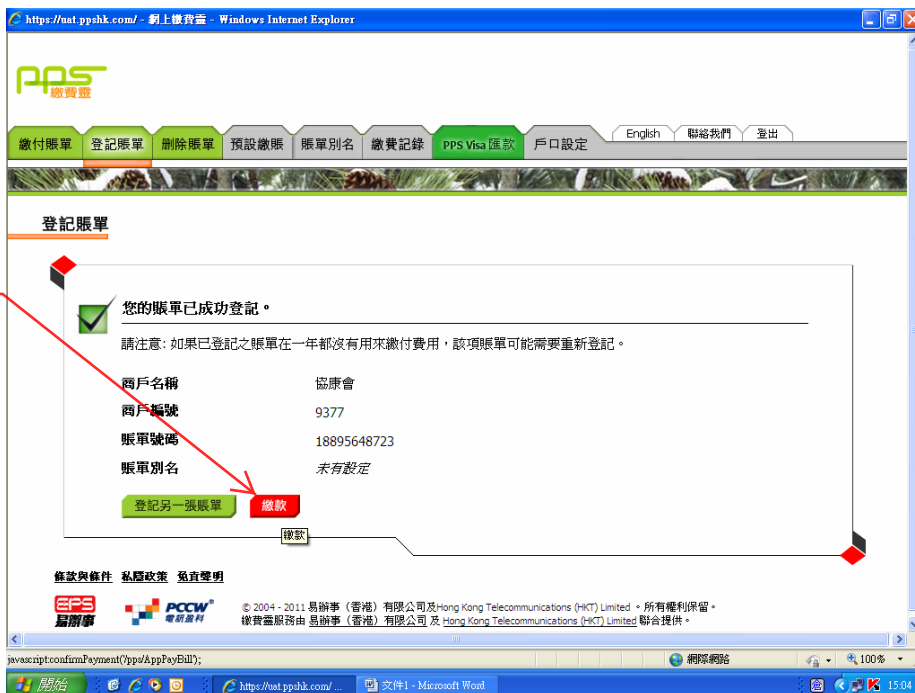 https://uat.ppshk.com/ - 網上繳費靈 - Windows Internet Explorer
pps
繳費靈
繳付賬單 登記賬單 刪除賬單 預設繳賬 賬單別名 繳費記錄 PPS Visa 匯款 戶口設定 English 聯絡我們 登出
登記賬單
您的賬單已成功登記。
請注意: 如果已登記之賬單在一年都沒有用來繳付費用，該項賬單可能需要重新登記。
商戶名稱 協康會
商戶編號 9377
賬單號碼 18895648723
賬單別名 未有設定
登記另一張賬單 繳款
繳款
條款與條件 私隱政策 免責聲明
EPS 易辦事 PCCW 電訊盈科
© 2004 - 2011 易辦事（香港）有限公司及Hong Kong Telecommunications (HKT) Limited。所有權利保留。
繳費靈服務由 易辦事（香港）有限公司 及 Hong Kong Telecommunications (HKT) Limited 聯合提供。
javascript:confirmPayment('/pps/AppPayBill'); 網際網路 100%
開始 https://uat.ppshk.com/ ... 文件1 - Microsoft Word 15:04